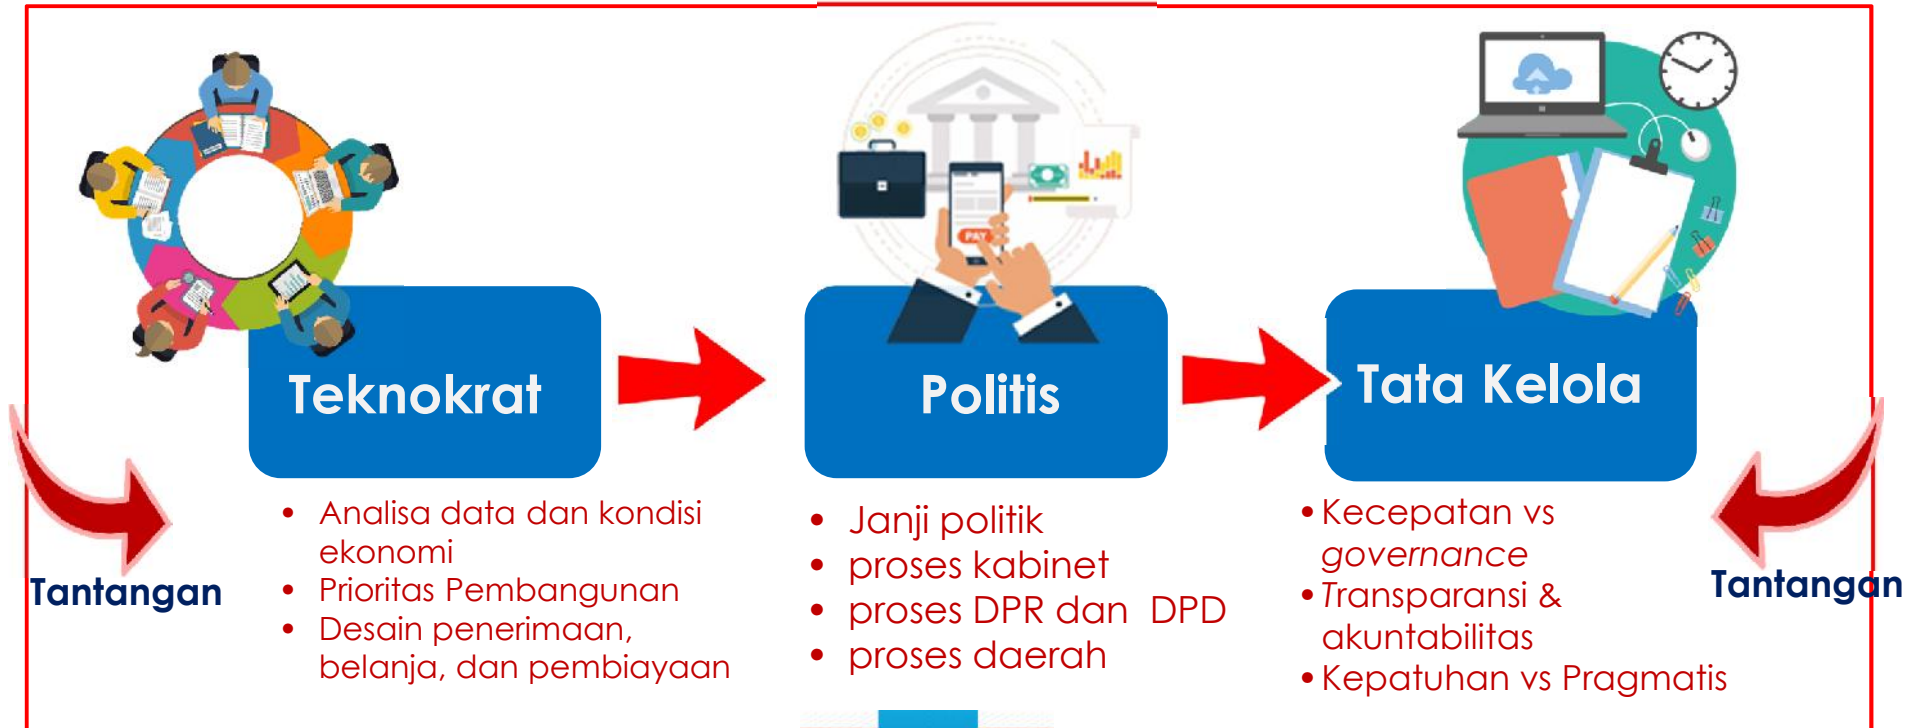 PAY
Teknokrat
Politis
Tata Kelola
Tantangan
• Analisa data dan kondisi
ekonomi
• Prioritas Pembangunan
• Desain penerimaan,
belanja, dan pembiayaan
• Janji politik
• proses kabinet
• proses DPR dan DPD
• proses daerah
• Kecepatan vs
governance
• Transparansi &
akuntabilitas
• Kepatuhan vs Pragmatis
Tantangan